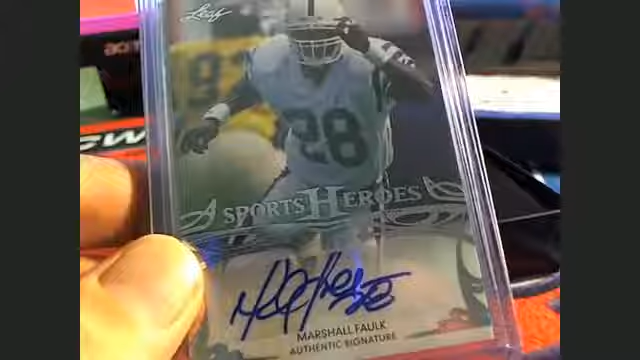 Leaf
28
SPORTS HEROES
MARSHALL FAULK
AUTHENTIC SIGNATURE